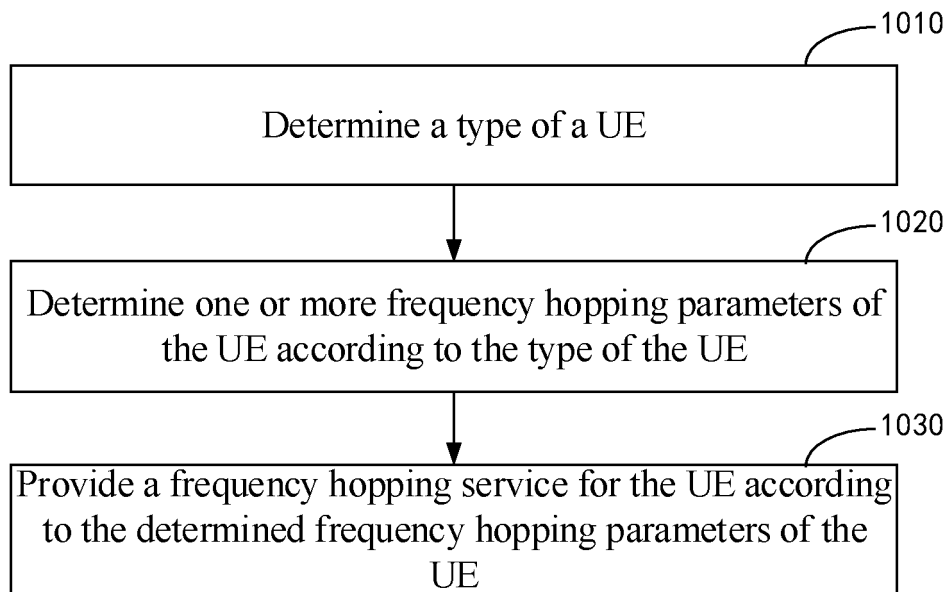 1010
Determine a type of a UE
1020
Determine one or more frequency hopping parameters of
the UE according to the type of the UE
1030
Provide a frequency hopping service for the UE according
to the determined frequency hopping parameters of the
UE